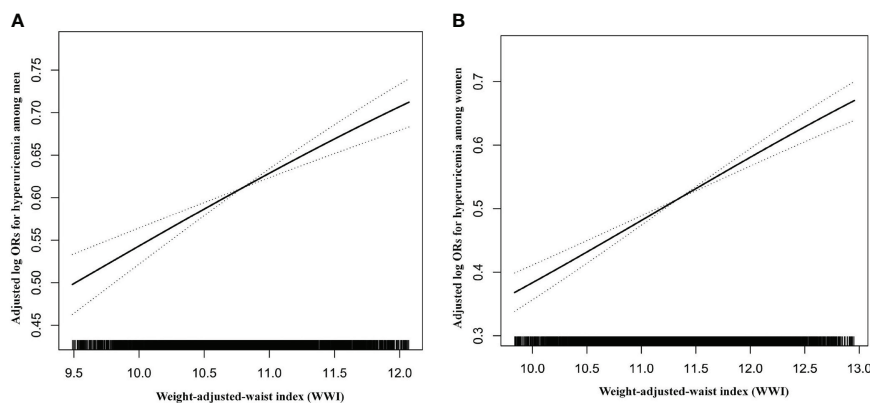 A
Adjusted log ORs for hyperuricemia among men
0.75
0.70
0.65
0.60
0.55
0.50
0.45
9.5 10.0 10.5 11.0 11.5 12.0
Weight-adjusted-waist index (WWI)
B
Adjusted log ORs for hyperuricemia among women
0.7
0.6
0.5
0.4
0.3
10.0 10.5 11.0 11.5 12.0 12.5 13.0
Weight-adjusted-waist index (WWI)